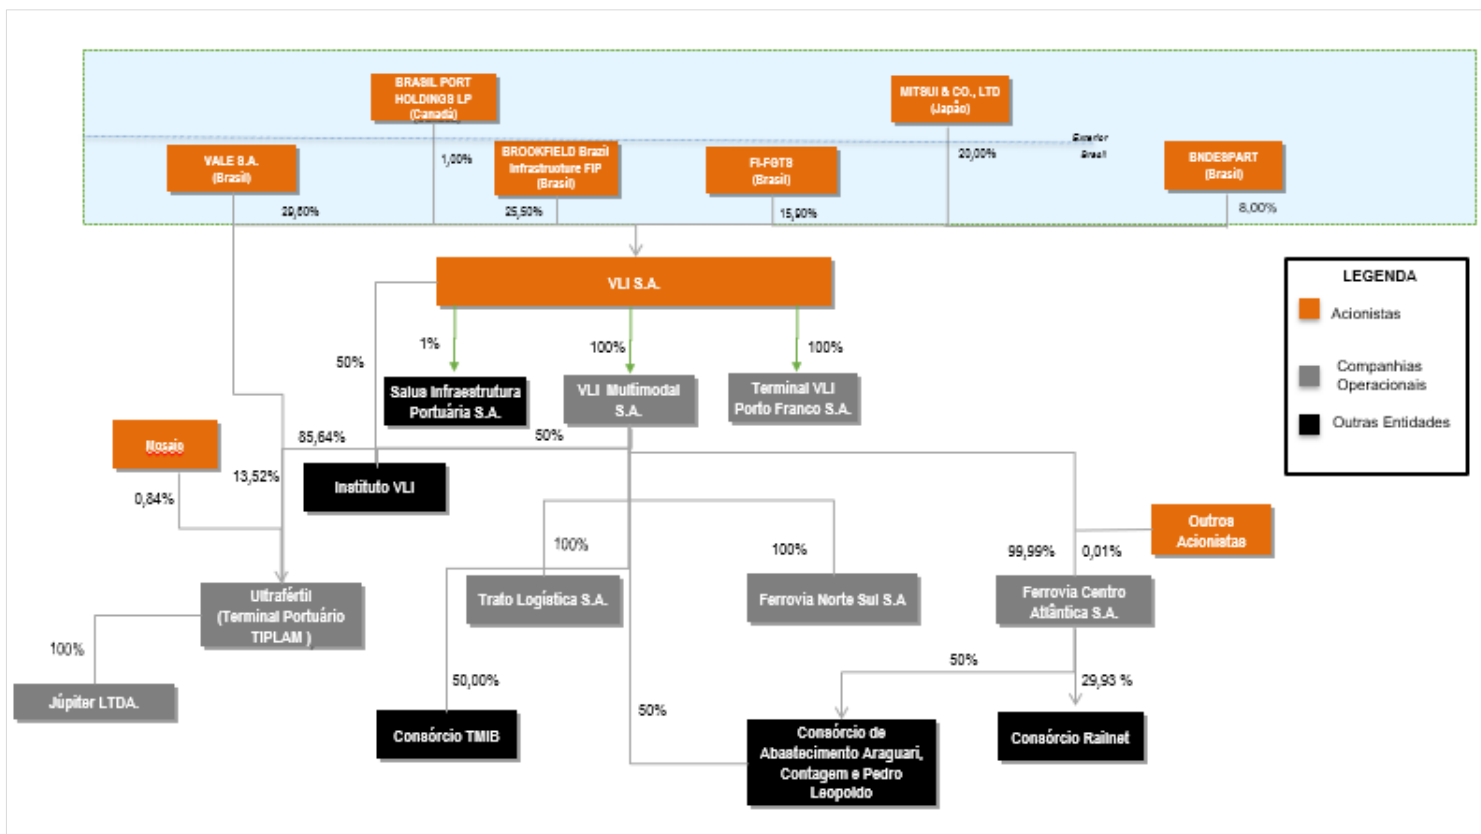 BRASIL PORT
HOLDINGS LP
(Canadá)
MITSUI & CO., LTD
(Japão)
Exterior
Brasil
VALE S.A.
(Brasil)
1,00%
BROOKFIELD Brazil
Infrastructure FIP
(Brasil)
FI-FGTS
(Brasil)
20,00%
BNDESPART
(Brasil)
29,60%
25,50%
15,90%
8,00%
VLI S.A.
LEGENDA
Acionistas
Companhias
Operacionais
Outras Entidades
50%
1%
100%
100%
Salus Infraestrutura
Portuária S.A.
VLI Multimodal
S.A.
Terminal VLI
Porto Franco S.A.
Mosaic
85,64%
50%
13,52%
0,84%
Instituto VLI
Outros
Acionistas
100%
100%
99,99%
0,01%
Ultrafértil
(Terminal Portuário
TIPLAM )
Trato Logística S.A.
Ferrovia Norte Sul S.A
Ferrovia Centro
Atlântica S.A.
100%
50%
50,00%
29,93 %
Júpiter LTDA.
50%
Consórcio TMIB
Consórcio de
Abastecimento Araguari,
Contagem e Pedro
Leopoldo
Consórcio Railnet